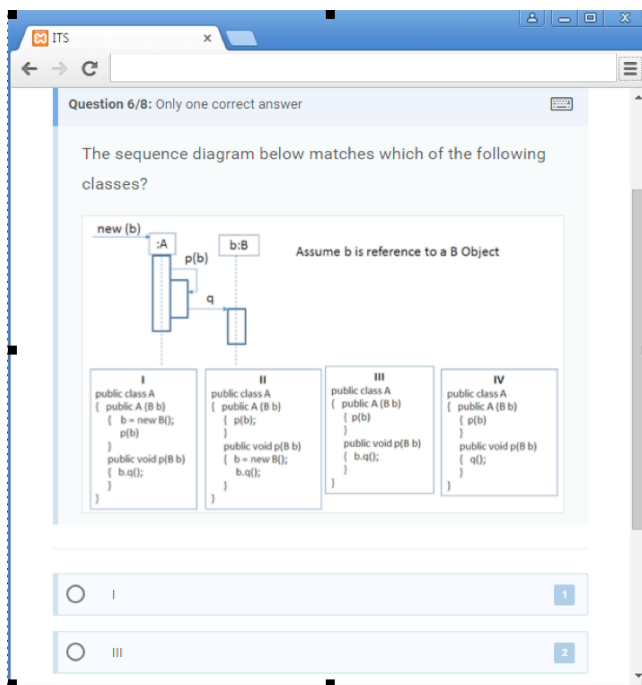 ITS
Question 6/8: Only one correct answer
The sequence diagram below matches which of the following
classes?
new (b)
:A
b:B
p(b)
q
Assume b is reference to a B Object
I
public class A
{ public A (B b)
{ b = new B();
p(b)
}
public void p(B b)
{ b.q();
}
}
II
public class A
{ public A (B b)
{ p(b);
}
public void p(B b)
{ b = new B();
b.q();
}
}
III
public class A
{ public A (B b)
{ p(b)
}
public void p(B b)
{ b.q();
}
}
IV
public class A
{ public A (B b)
{ p(b)
}
public void p(B b)
{ q();
}
}
I
1
III
2